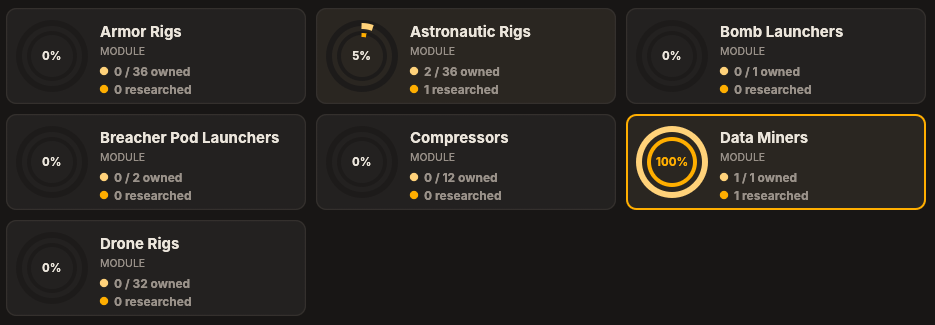 Armor Rigs
MODULE
0%
0 / 36 owned
0 researched
Astronautic Rigs
MODULE
5%
2 / 36 owned
1 researched
Bomb Launchers
MODULE
0%
0 / 1 owned
0 researched
Breacher Pod Launchers
MODULE
0%
0 / 2 owned
0 researched
Compressors
MODULE
0%
0 / 12 owned
0 researched
Data Miners
MODULE
100%
1 / 1 owned
1 researched
Drone Rigs
MODULE
0%
0 / 32 owned
0 researched